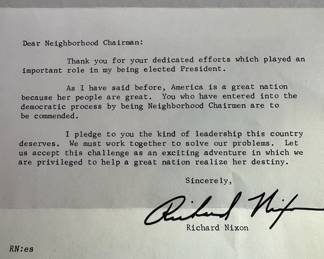 Dear Neighborhood Chairman:
Thank you for your dedicated efforts which played an
important role in my being elected President.
As I have said before, America is a great nation
because her people are great. You who have entered into the
democratic process by being Neighborhood Chairmen are to
be commended.
I pledge to you the kind of leadership this country
deserves. We must work together to solve our problems. Let
us accept this challenge as an exciting adventure in which we
are privileged to help a great nation realize her destiny.
Sincerely,
Richard Nixon
Richard Nixon
RN:es